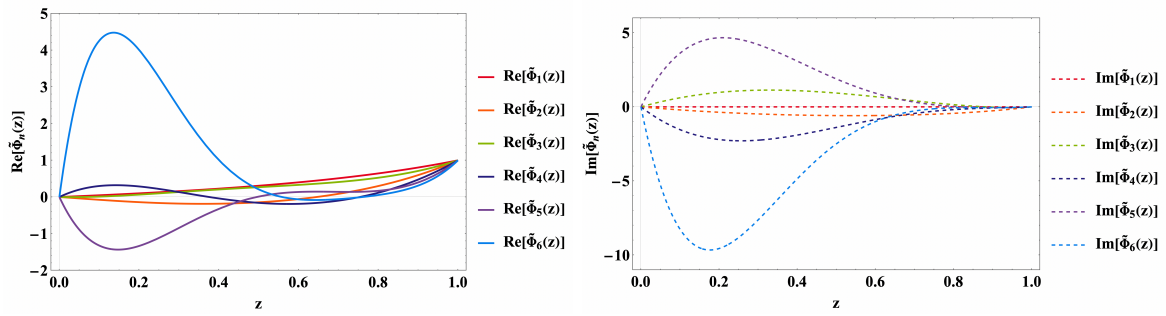 5
4
3
2
1
0
−1
−2
Re[Φ̃n(z)]
0.0 0.2 0.4 0.6 0.8 1.0
z
Re[Φ̃1(z)]
Re[Φ̃2(z)]
Re[Φ̃3(z)]
Re[Φ̃4(z)]
Re[Φ̃5(z)]
Re[Φ̃6(z)]
5
0
−5
−10
Im[Φ̃n(z)]
0.0 0.2 0.4 0.6 0.8 1.0
z
Im[Φ̃1(z)]
Im[Φ̃2(z)]
Im[Φ̃3(z)]
Im[Φ̃4(z)]
Im[Φ̃5(z)]
Im[Φ̃6(z)]